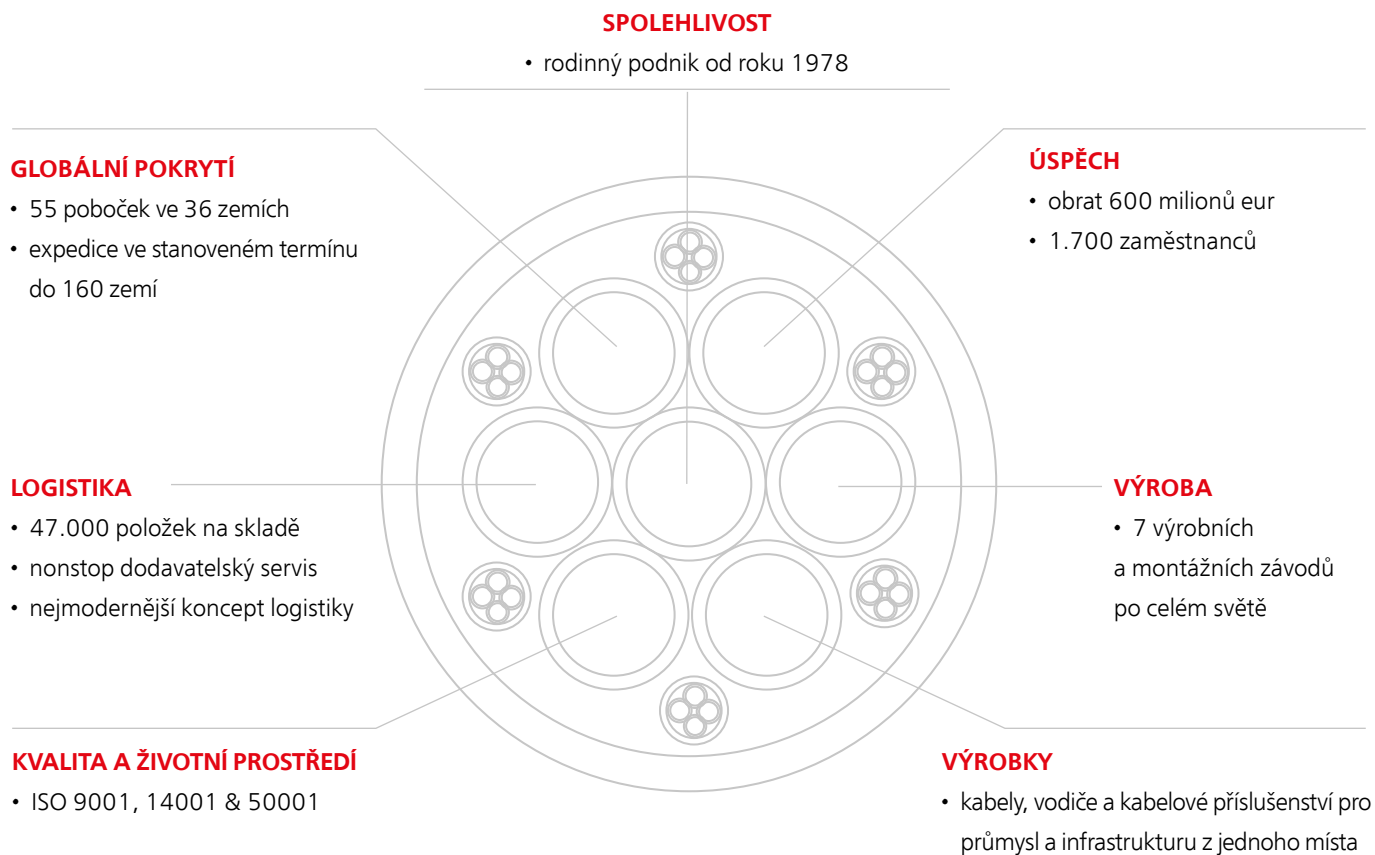 SPOLEHLIVOST
• rodinný podnik od roku 1978
GLOBÁLNÍ POKRYTÍ
• 55 poboček ve 36 zemích
• expedice ve stanoveném termínu
do 160 zemí
ÚSPĚCH
• obrat 600 milionů eur
• 1.700 zaměstnanců
LOGISTIKA
• 47.000 položek na skladě
• nonstop dodavatelský servis
• nejmodernější koncept logistiky
VÝROBA
• 7 výrobních
a montážních závodů
po celém světě
KVALITA A ŽIVOTNÍ PROSTŘEDÍ
• ISO 9001, 14001 & 50001
VÝROBKY
• kabely, vodiče a kabelové příslušenství pro
průmysl a infrastrukturu z jednoho místa